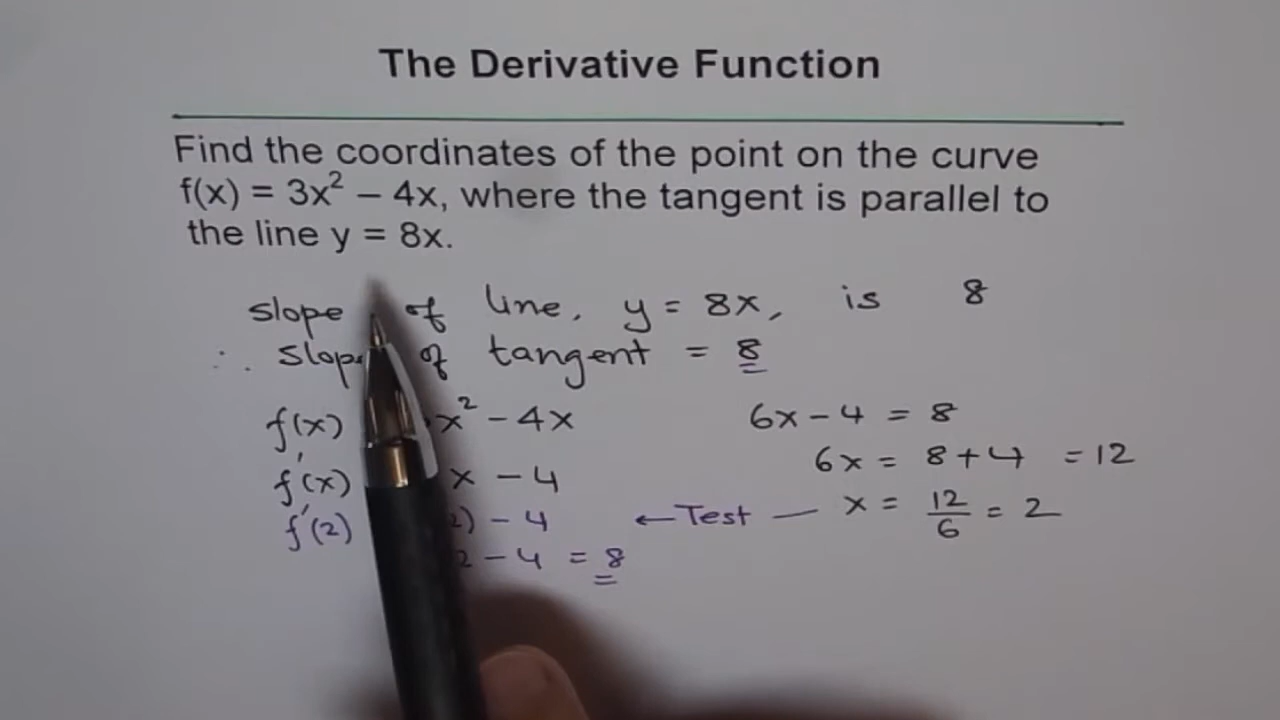 The Derivative Function
Find the coordinates of the point on the curve
f(x) = 3x² – 4x, where the tangent is parallel to
the line y = 8x.
slope of line, y = 8x, is 8
∴ slope of tangent = 8
f(x) x² - 4x
6x - 4 = 8
f'(x) x - 4
6x = 8 + 4 = 12
f'(2) 2) - 4
← Test — x = 12/6 = 2
2 - 4 = 8